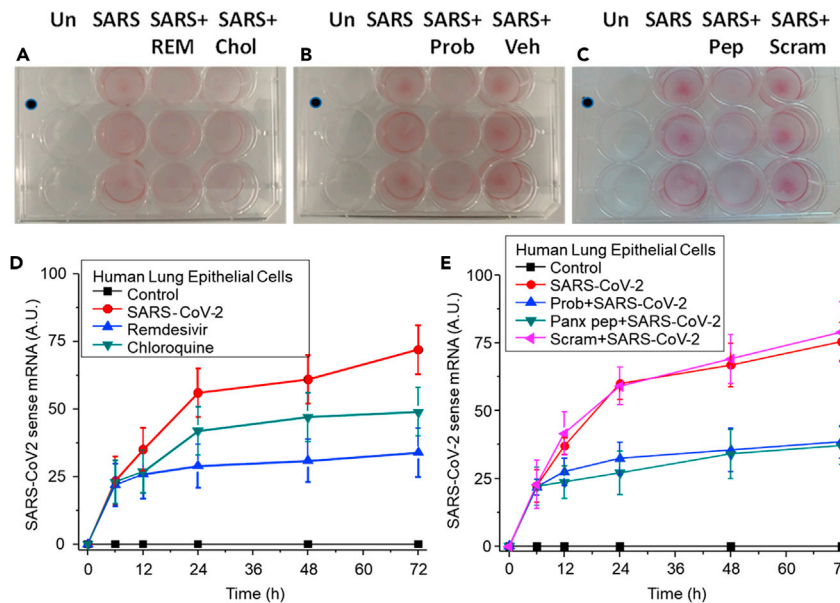 Un SARS SARS+ SARS+
REM Chol
A
Un SARS SARS+ SARS+
Prob Veh
B
Un SARS SARS+ SARS+
Pep Scram
C
D
Human Lung Epithelial Cells
Control
SARS-CoV-2
Remdesivir
Chloroquine
SARS-CoV2 sense mRNA (A.U.)
100
75
50
25
0
0 12 24 36 48 60 72
Time (h)
E
Human Lung Epithelial Cells
Control
SARS-CoV-2
Prob+SARS-CoV-2
Panx pep+SARS-CoV-2
Scram+SARS-CoV-2
SARS-CoV-2 sense mRNA (A.U.)
100
75
50
25
0
0 12 24 36 48 60
Time (h)